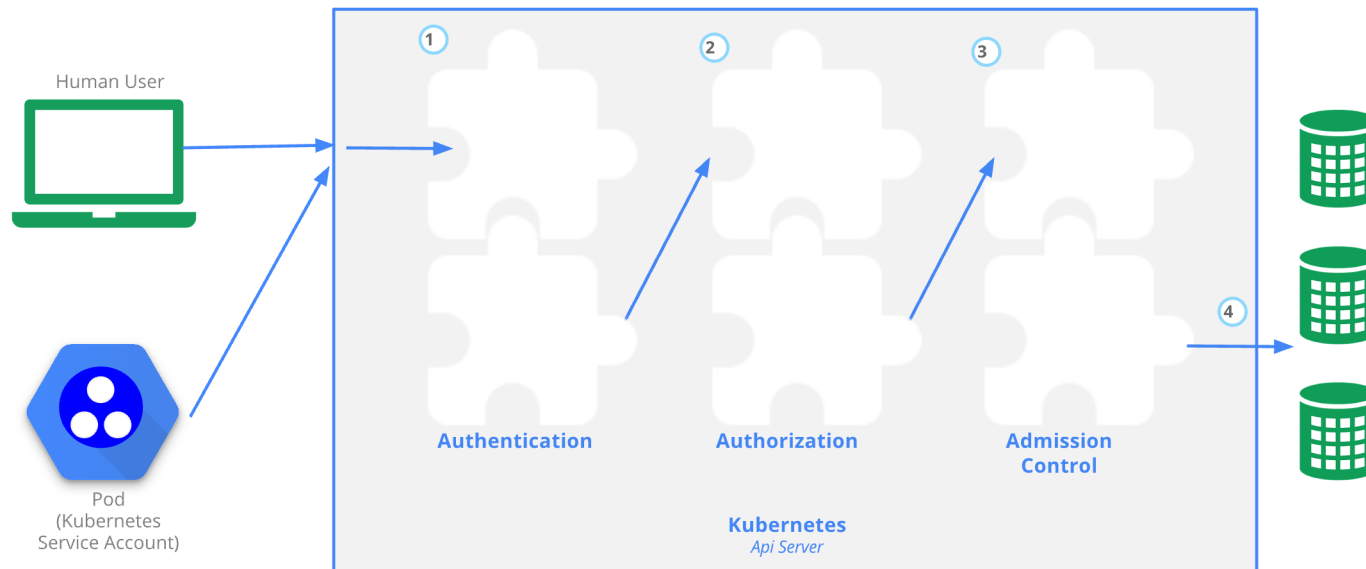 1
2
3
Human User
4
Authentication
Authorization
Admission
Control
Pod
(Kubernetes
Service Account)
Kubernetes
Api Server